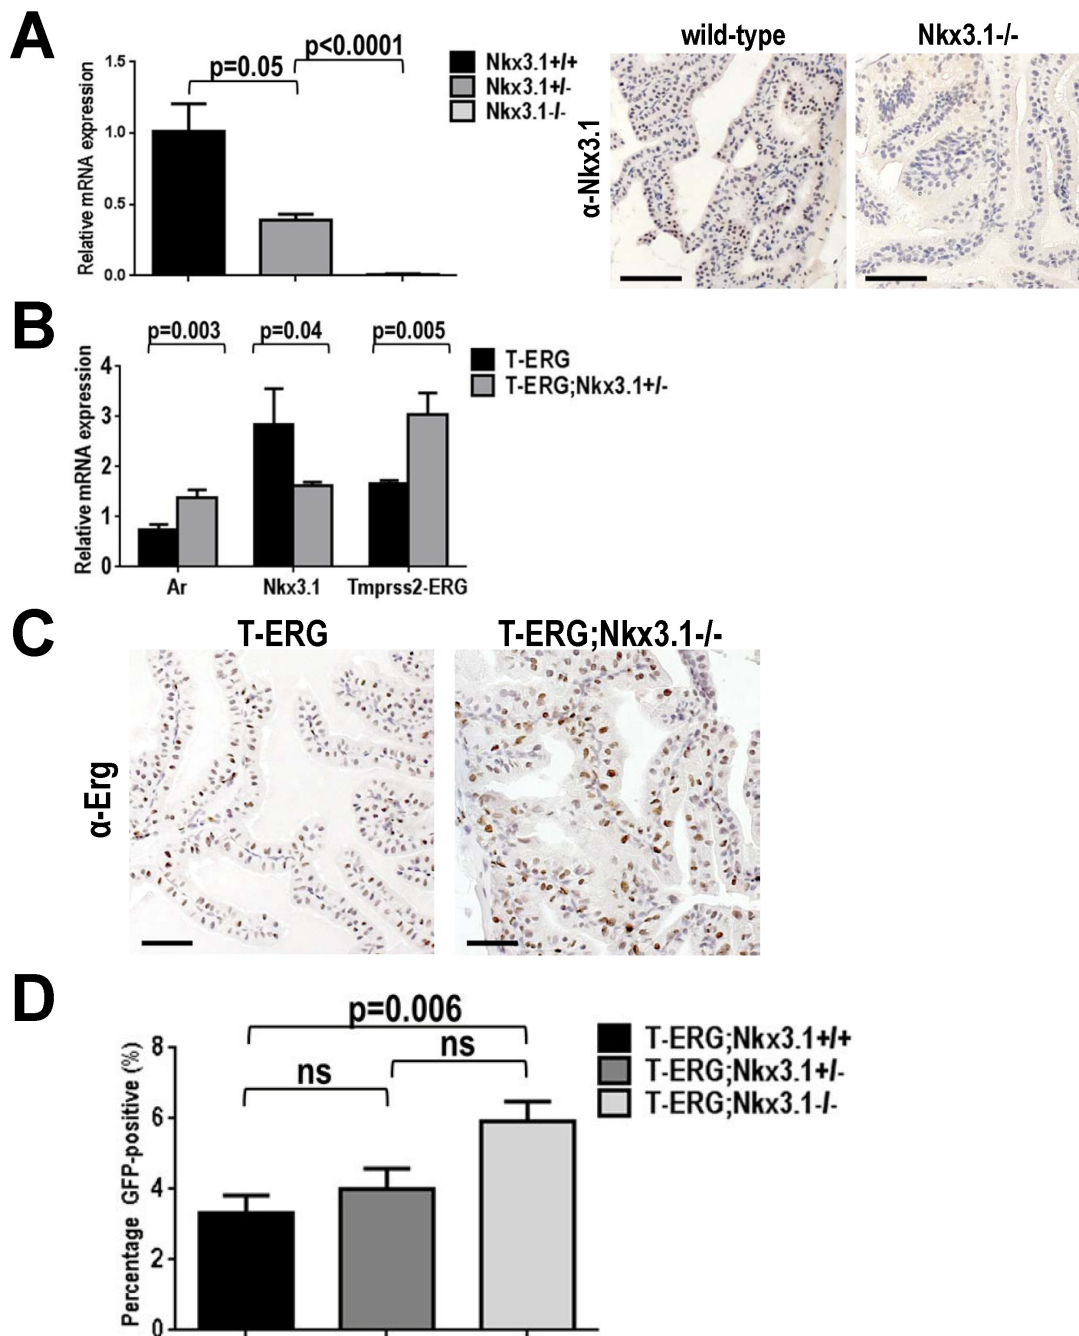 A
p<0.0001
p=0.05
Relative mRNA expression
1.5
1.0
0.5
0.0
Nkx3.1+/+
Nkx3.1+/-
Nkx3.1-/-
wild-type
Nkx3.1-/-
α-Nkx3.1
B
p=0.003
p=0.04
p=0.005
Relative mRNA expression
4
3
2
1
0
Ar
Nkx3.1
Tmprss2-ERG
T-ERG
T-ERG;Nkx3.1+/-
C
T-ERG
T-ERG;Nkx3.1-/-
α-Erg
D
p=0.006
ns
ns
Percentage GFP-positive (%)
8
6
4
2
0
T-ERG;Nkx3.1+/+
T-ERG;Nkx3.1+/-
T-ERG;Nkx3.1-/-